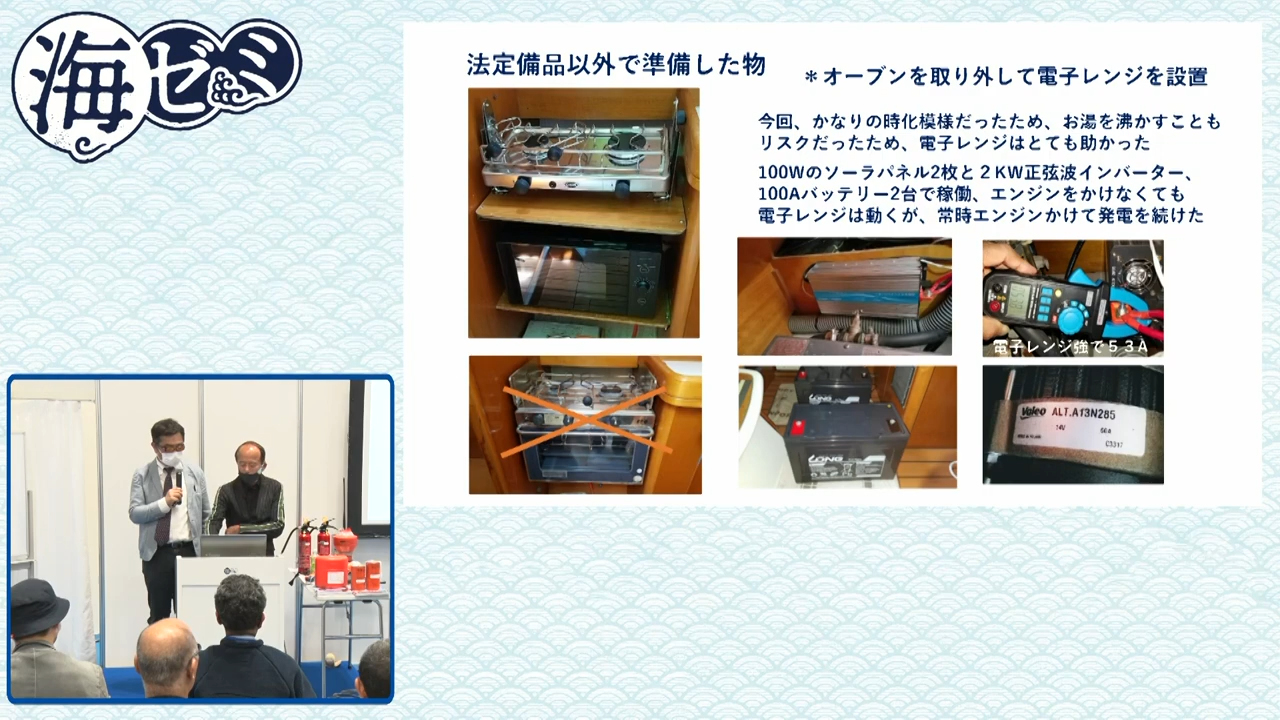 海ゼミ
法定備品以外で準備した物
＊オーブンを取り外して電子レンジを設置
今回、かなりの時化模様だったため、お湯を沸かすことも
リスクだったため、電子レンジはとても助かった
100Wのソーラパネル2枚と２KW正弦波インバーター、
100Aバッテリー2台で稼働、エンジンをかけなくても
電子レンジは動くが、常時エンジンかけて発電を続けた
電子レンジ強で５３A
LONG
LONG
Valeo ALT.A13N285
14V
C3317